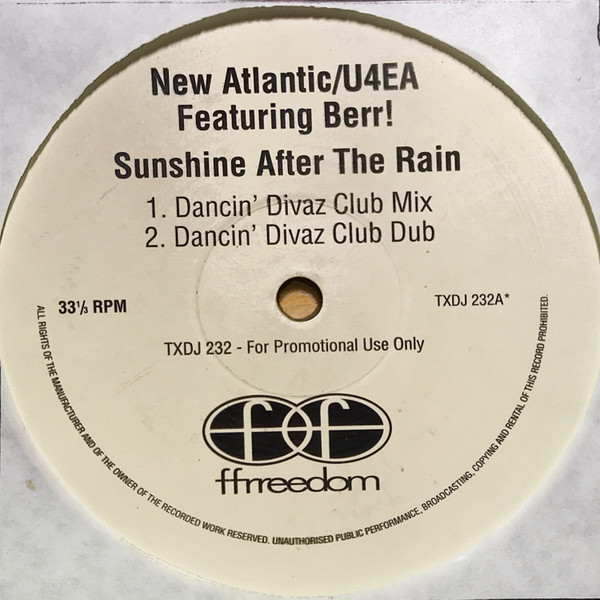 New Atlantic/U4EA
Featuring Berr!
Sunshine After The Rain
1. Dancin' Divaz Club Mix
2. Dancin' Divaz Club Dub
33⅓ RPM
TXDJ 232A*
TXDJ 232 - For Promotional Use Only
ffrreedom
ALL RIGHTS OF THE MANUFACTURER AND OF THE OWNER OF THE RECORDED WORK RESERVED. UNAUTHORISED PUBLIC PERFORMANCE, BROADCASTING, COPYING AND RENTAL OF THIS RECORD PROHIBITED.